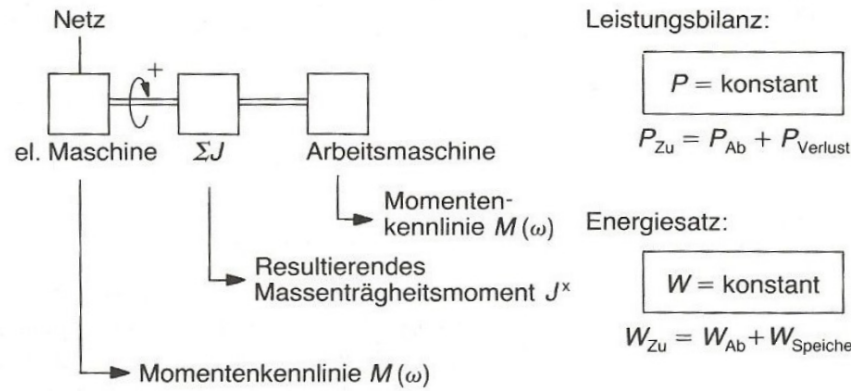 Netz
+
el. Maschine
ΣJ
Arbeitsmaschine
Momenten-
kennlinie M(ω)
Resultierendes
Massenträgheitsmoment Jˣ
Momentenkennlinie M(ω)
Leistungsbilanz:
P = konstant
P_Zu = P_Ab + P_Verlust
Energiesatz:
W = konstant
W_Zu = W_Ab + W_Speiche